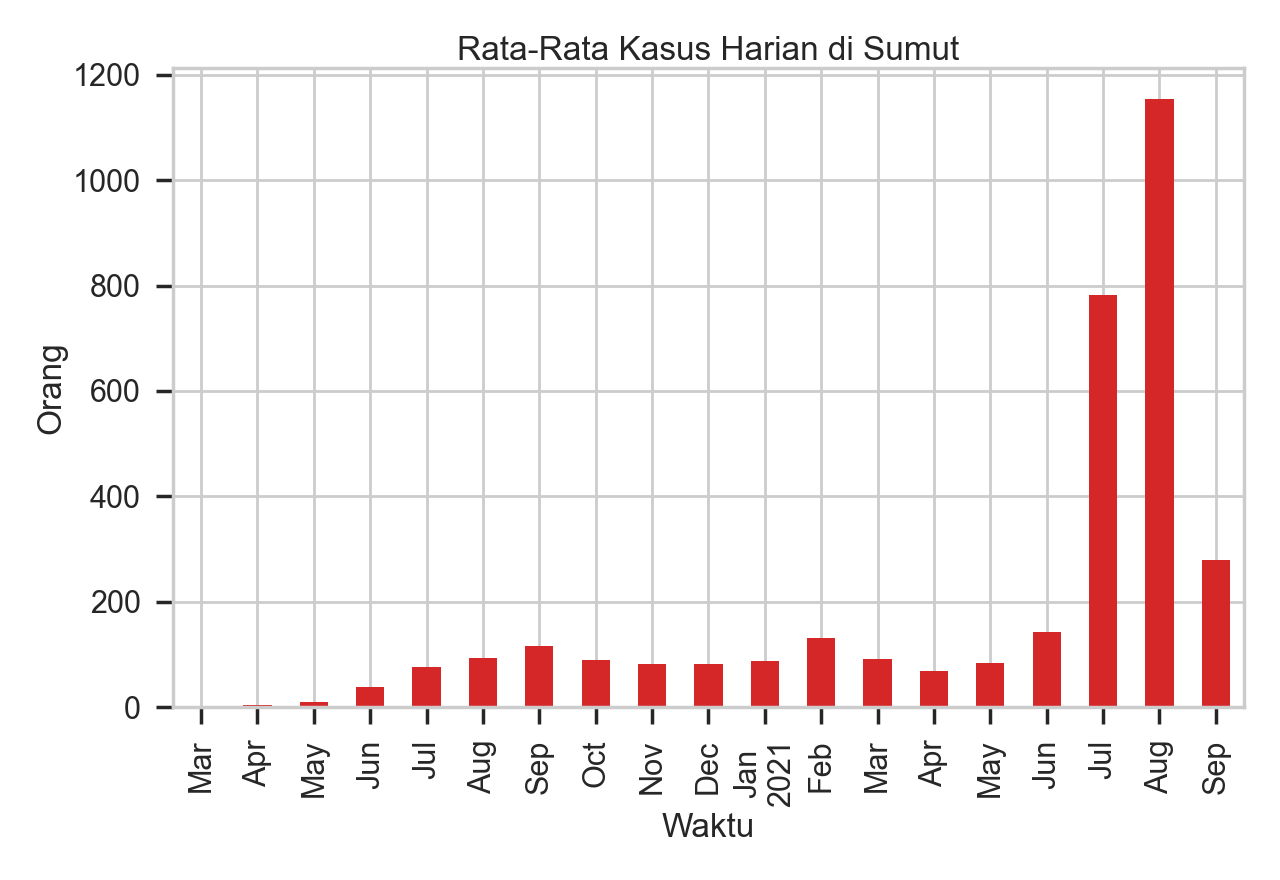 Rata-Rata Kasus Harian di Sumut
1200
1000
800
600
400
200
0
Orang
Mar
Apr
May
Jun
Jul
Aug
Sep
Oct
Nov
Dec
Jan
2021
Feb
Mar
Apr
May
Jun
Jul
Aug
Sep
Waktu